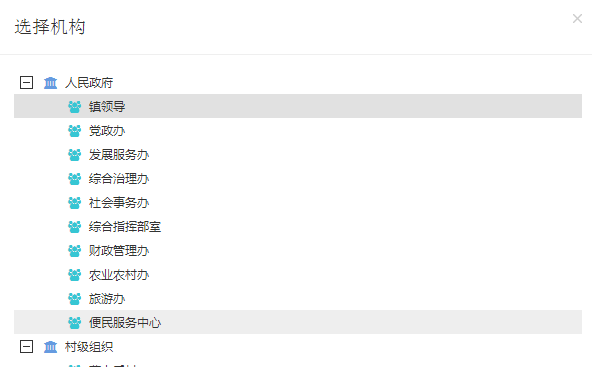 选择机构
人民政府
镇领导
党政办
发展服务办
综合治理办
社会事务办
综合指挥部室
财政管理办
农业农村办
旅游办
便民服务中心
村级组织